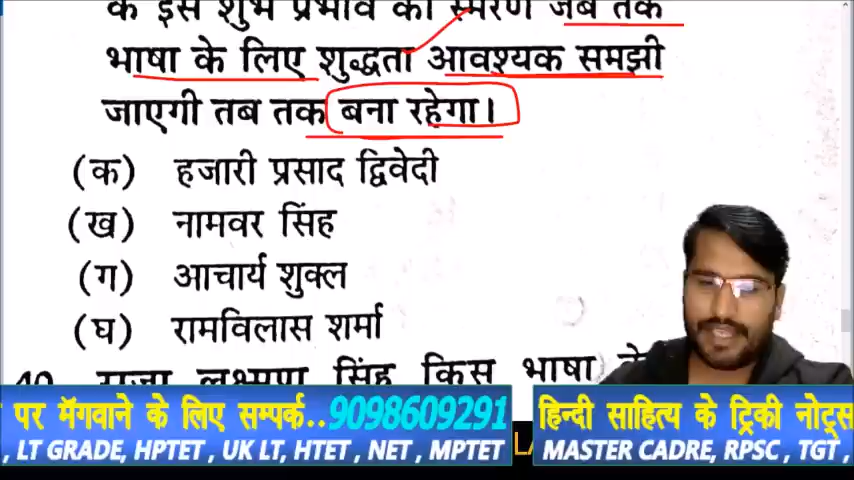 के इस शुभ प्रभाव का स्मरण जब तक
भाषा के लिए शुद्धता आवश्यक समझी
जाएगी तब तक बना रहेगा।
(क) हजारी प्रसाद द्विवेदी
(ख) नामवर सिंह
(ग) आचार्य शुक्ल
(घ) रामविलास शर्मा
40 राजा लक्ष्मण सिंह किस भाषा के
पर मॅगवाने के लिए सम्पर्क..9098609291 हिन्दी साहित्य के ट्रिकी नोट्स
, LT GRADE, HPTET , UK LT, HTET , NET , MPTET MASTER CADRE, RPSC , TGT ,